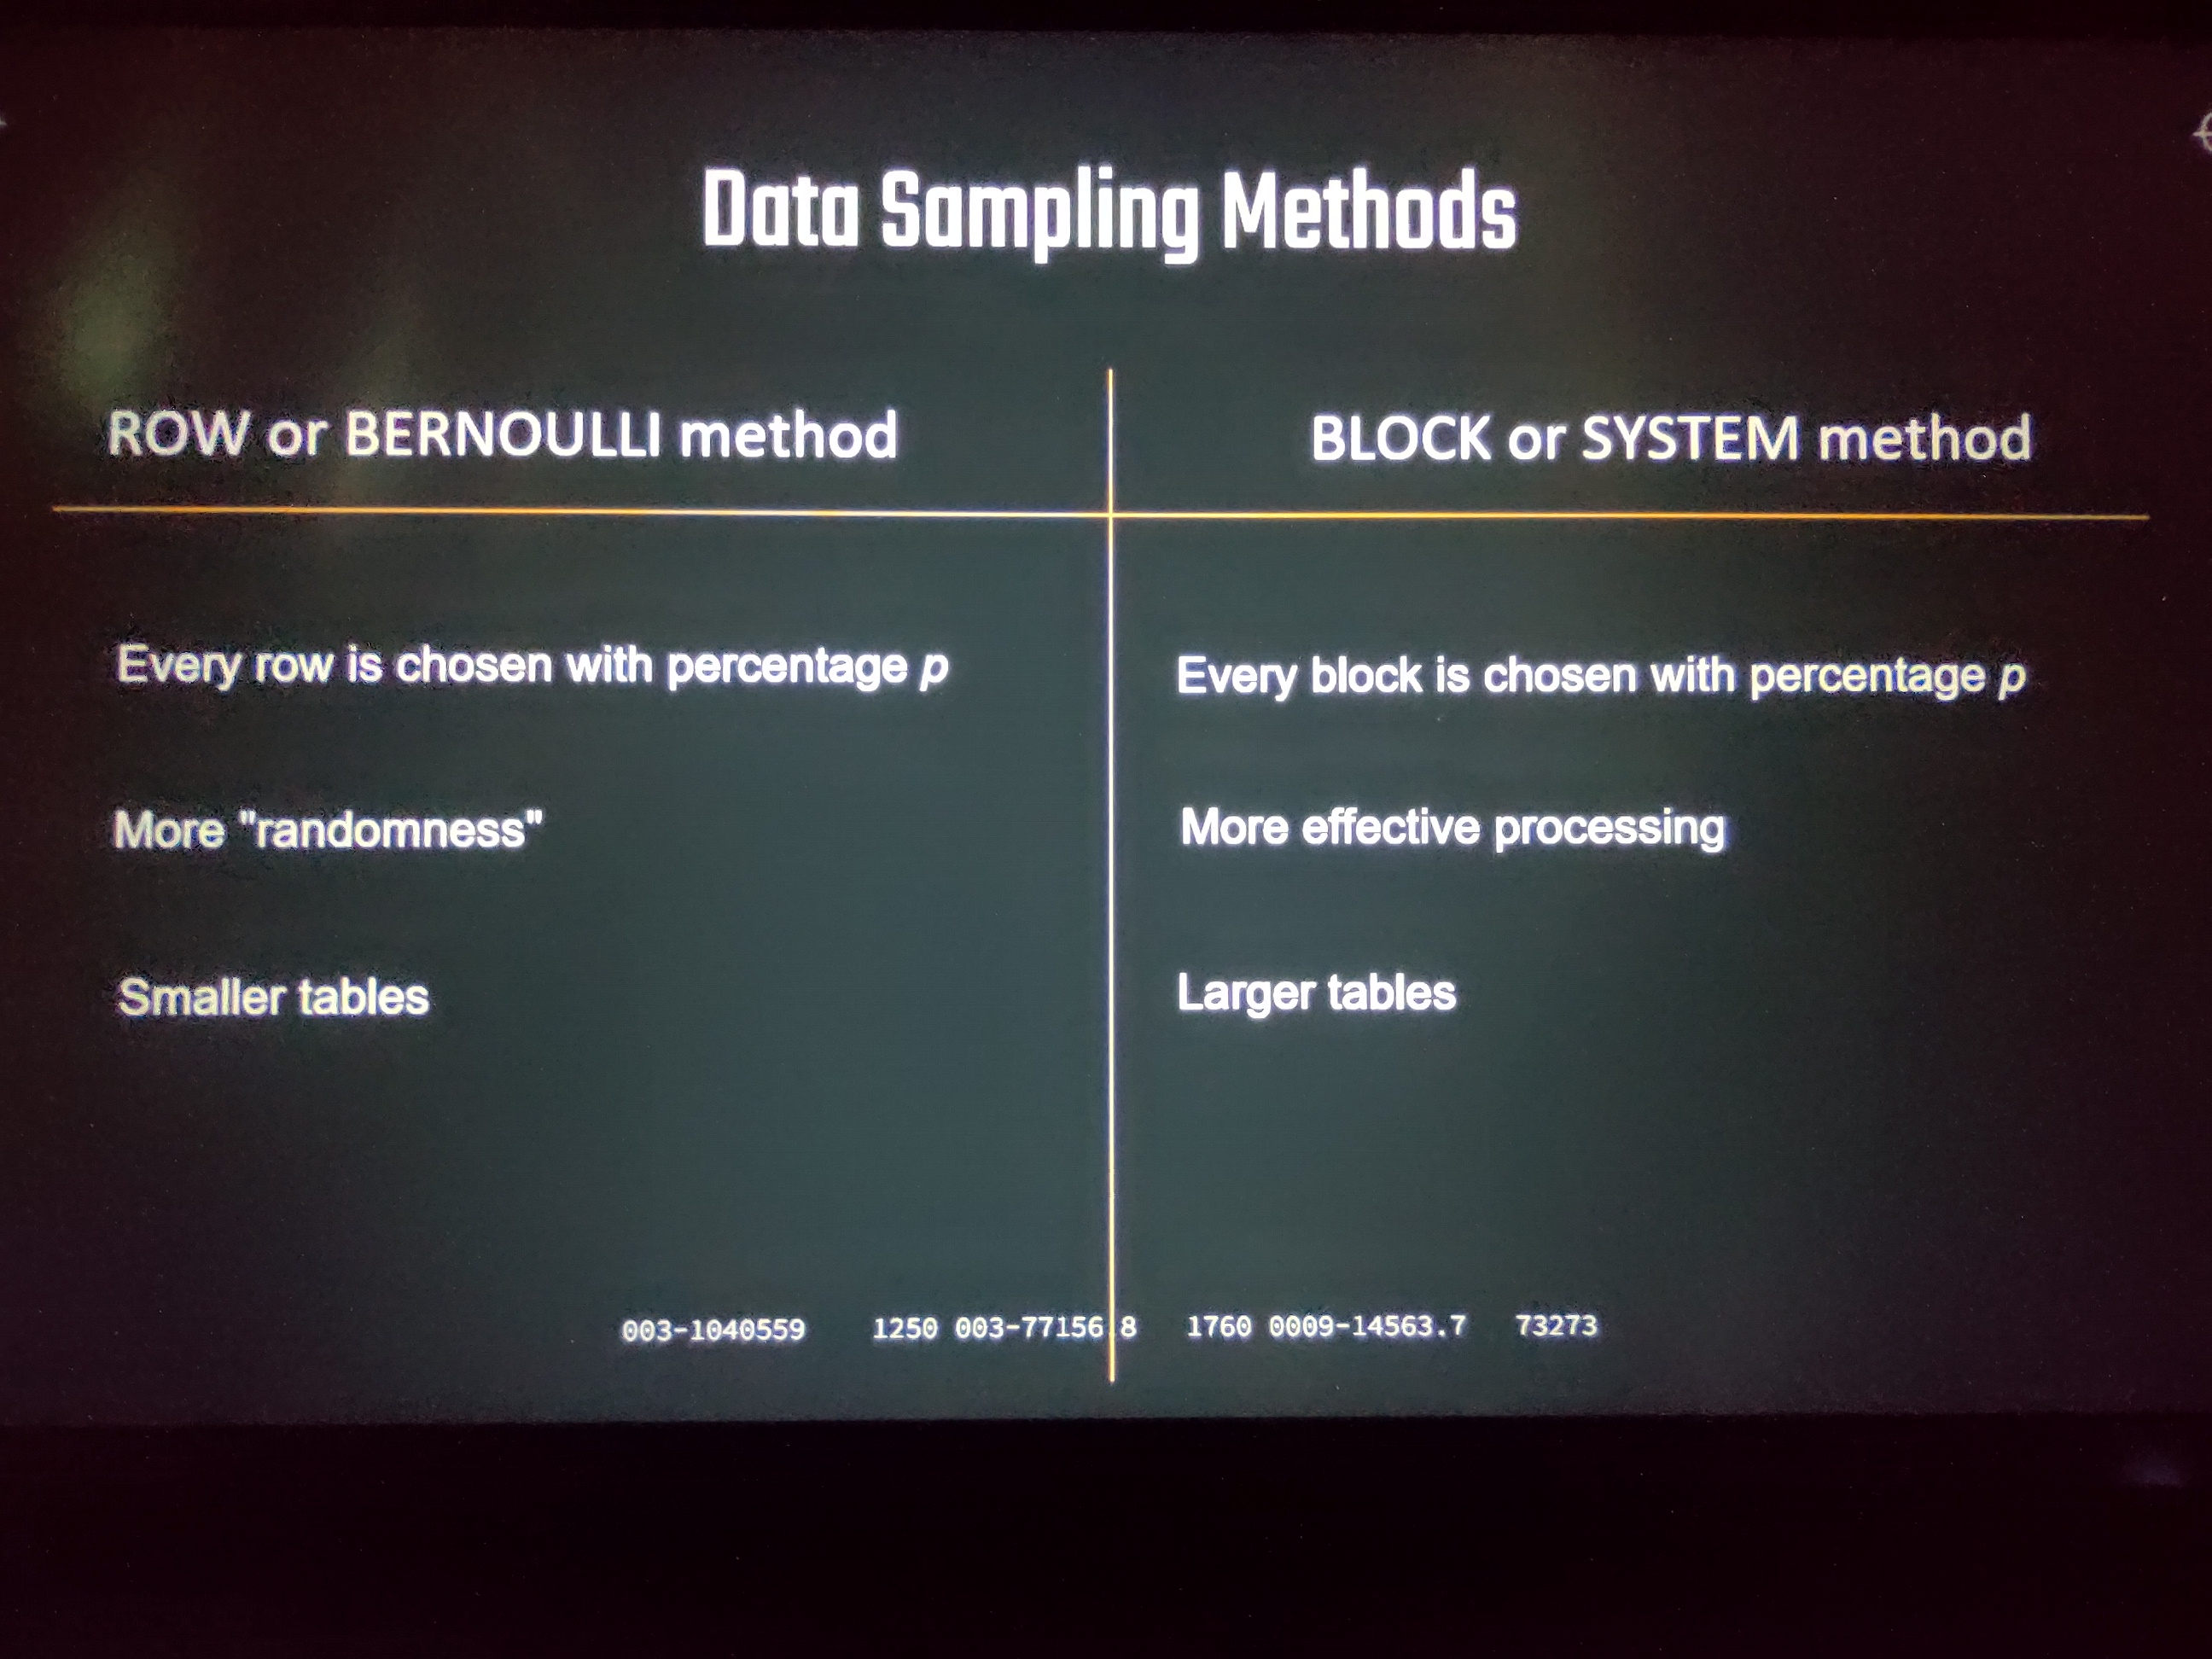 Data Sampling Methods
ROW or BERNOULLI method
BLOCK or SYSTEM method
Every row is chosen with percentage p
Every block is chosen with percentage p
More "randomness"
More effective processing
Smaller tables
Larger tables
003-1040559 1250 003-77156.8 1760 0009-14563.7 73273